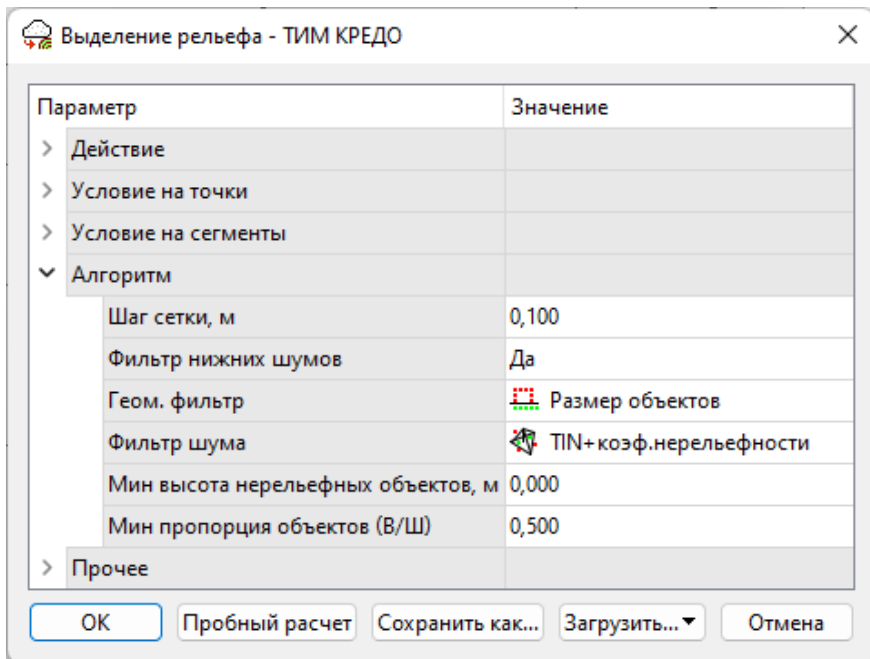 Выделение рельефа - ТИМ КРЕДО
Параметр Значение
Действие
Условие на точки
Условие на сегменты
Алгоритм
Шаг сетки, м 0,100
Фильтр нижних шумов Да
Геом. фильтр Размер объектов
Фильтр шума TIN+коэф.нерельефности
Мин высота нерельефных объектов, м 0,000
Мин пропорция объектов (В/Ш) 0,500
Прочее
ОК Пробный расчет Сохранить как... Загрузить... Отмена